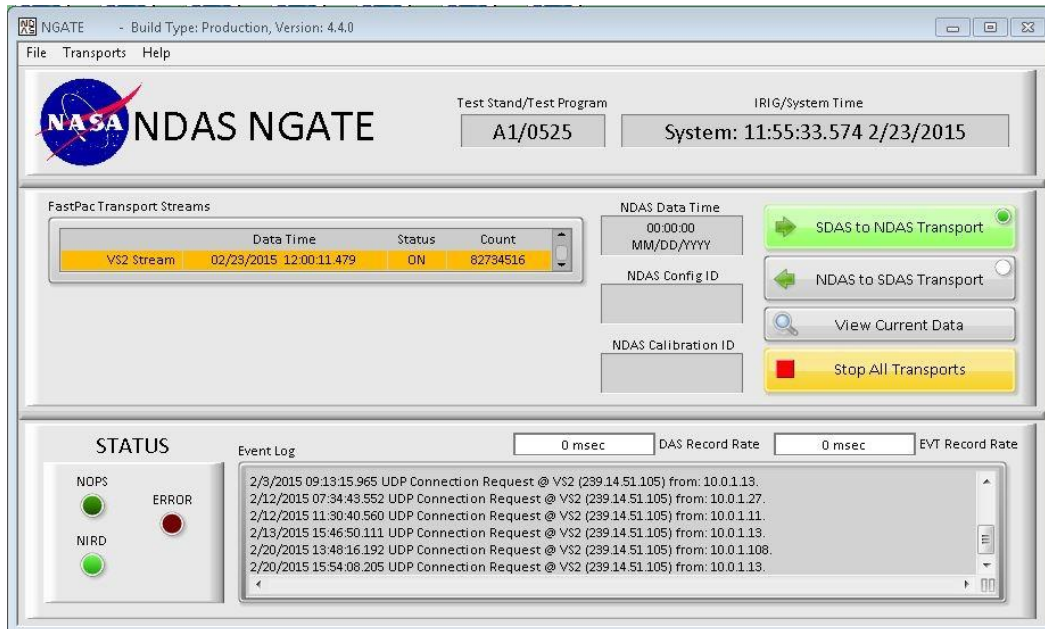 NGATE - Build Type: Production, Version: 4.4.0
File Transports Help
NASA
NDAS NGATE
Test Stand/Test Program
A1/0525
IRIG/System Time
System: 11:55:33.574 2/23/2015
FastPac Transport Streams
Data Time Status Count
VS2 Stream 02/23/2015 12:00:11.479 ON 82734516
NDAS Data Time
00:00:00
MM/DD/YYYY
NDAS Config ID
NDAS Calibration ID
SDAS to NDAS Transport
NDAS to SDAS Transport
View Current Data
Stop All Transports
STATUS
NOPS
ERROR
NIRD
Event Log
0 msec DAS Record Rate
0 msec EVT Record Rate
2/3/2015 09:13:15.965 UDP Connection Request @ VS2 (239.14.51.105) from: 10.0.1.13.
2/12/2015 07:34:43.552 UDP Connection Request @ VS2 (239.14.51.105) from: 10.0.1.27.
2/12/2015 11:30:40.560 UDP Connection Request @ VS2 (239.14.51.105) from: 10.0.1.11.
2/13/2015 15:46:50.111 UDP Connection Request @ VS2 (239.14.51.105) from: 10.0.1.13.
2/20/2015 13:48:16.192 UDP Connection Request @ VS2 (239.14.51.105) from: 10.0.1.108.
2/20/2015 15:54:08.205 UDP Connection Request @ VS2 (239.14.51.105) from: 10.0.1.13.